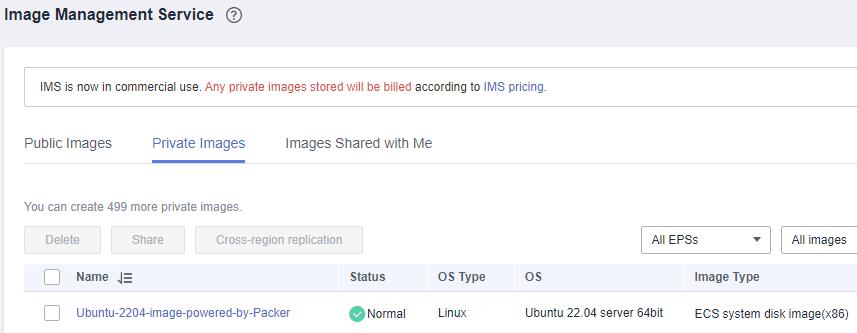 Image Management Service ?
IMS is now in commercial use. Any private images stored will be billed according to IMS pricing.
Public Images Private Images Images Shared with Me
You can create 499 more private images.
Delete Share Cross-region replication All EPSs All images
Name Status OS Type OS Image Type
Ubuntu-2204-image-powered-by-Packer Normal Linux Ubuntu 22.04 server 64bit ECS system disk image(x86)